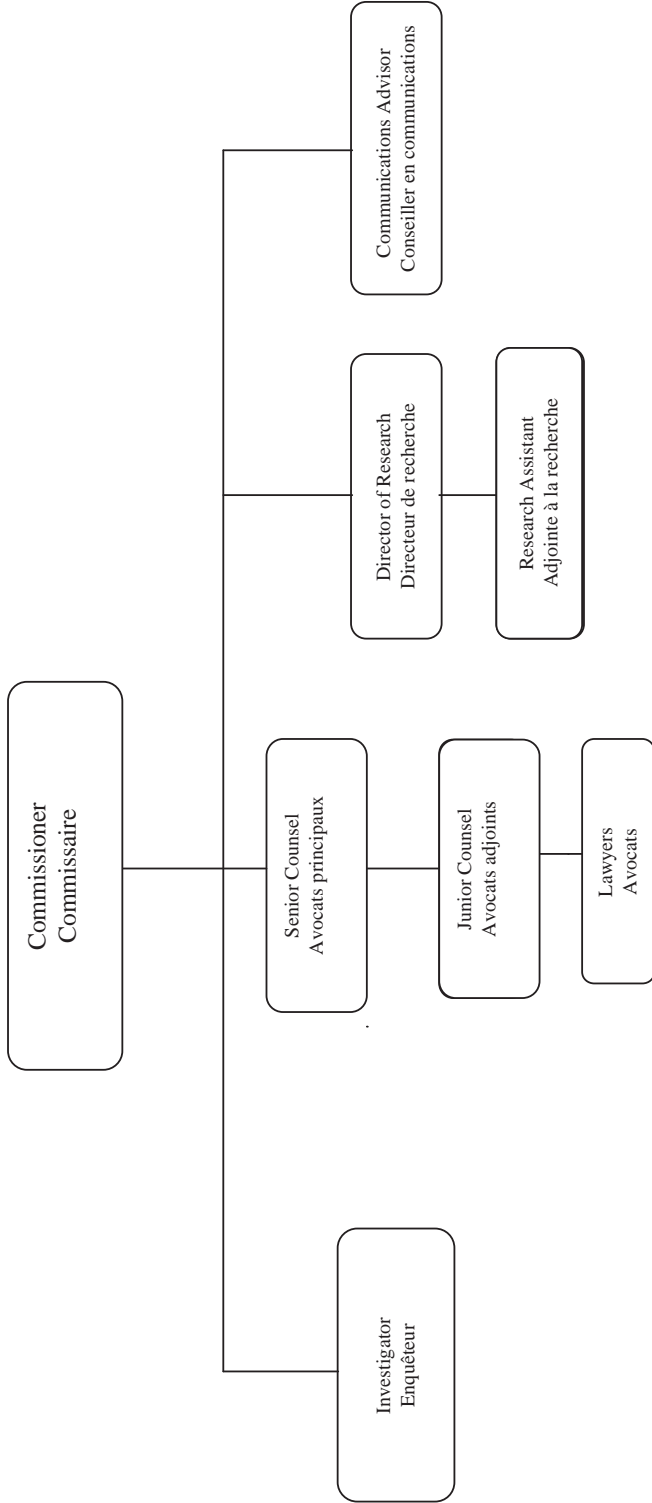 Commissioner
Commissaire
Investigator
Enquêteur
Senior Counsel
Avocats principaux
Junior Counsel
Avocats adjoints
Lawyers
Avocats
Director of Research
Directeur de recherche
Research Assistant
Adjointe à la recherche
Communications Advisor
Conseiller en communications